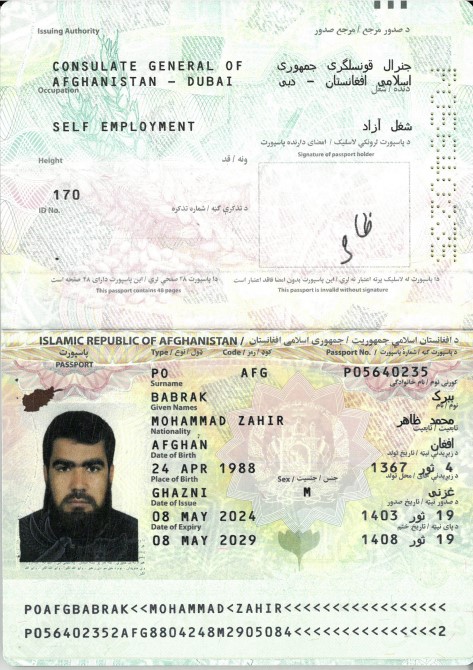 Issuing Authority
د صدور مرجع / مرجع صدور
CONSULATE GENERAL OF
جنرال قونسلگری جمهوری
AFGHANISTAN - DUBAI
اسلامی افغانستان - دبی
Occupation
دنده / شغل
SELF EMPLOYMENT
شغل آزاد
د پاسپورت لرونکي لاسلیک / امضای دارنده پاسپورت
Signature of passport holder
Height
ونه / قد
170
ID No.
د تذکرې ګڼه / شماره تذکره
دا پاسپورت ۴۸ صفحې لري / این پاسپورت دارای ۴۸ صفحه است
This passport contains 48 pages
دا پاسپورت له لاسلیک پرته اعتبار نه لري / این پاسپورت بدون امضا فاقد اعتبار است
This passport is invalid without signature
ISLAMIC REPUBLIC OF AFGHANISTAN / د افغانستان اسلامي جمهوریت / جمهوری اسلامی افغانستان
پاسپورت
PASSPORT
Type / ډول / نوع
Code / کود / رمز
Passport No. / د پاسپورت ګڼه / شماره پاسپورت
PO AFG P05640235
Surname
کورنی نوم / نام خانوادگی
BABRAK
ببرک
Given Names
نوم / نام
MOHAMMAD ZAHIR
محمد ظاهر
Nationality
تابعیت / تابعیت
AFGHAN
افغان
Date of Birth
د زیږیدنې نېټه / تاریخ تولد
24 APR 1988
4 ثور 1367
Place of Birth
د زیږیدنې ځای / محل تولد
Sex / جنس / جنسیت
GHAZNI
M
غزنی
Date of Issue
د صدور نېټه / تاریخ صدور
08 MAY 2024
19 ثور 1403
Date of Expiry
د پای نېټه / تاریخ ختم
08 MAY 2029
19 ثور 1408
POAFGBABRAK<<MOHAMMAD<ZAHIR<<<<<<<<<<<<<<<<<
P056402352AFG8804248M2905084<<<<<<<<<<<<<<<2